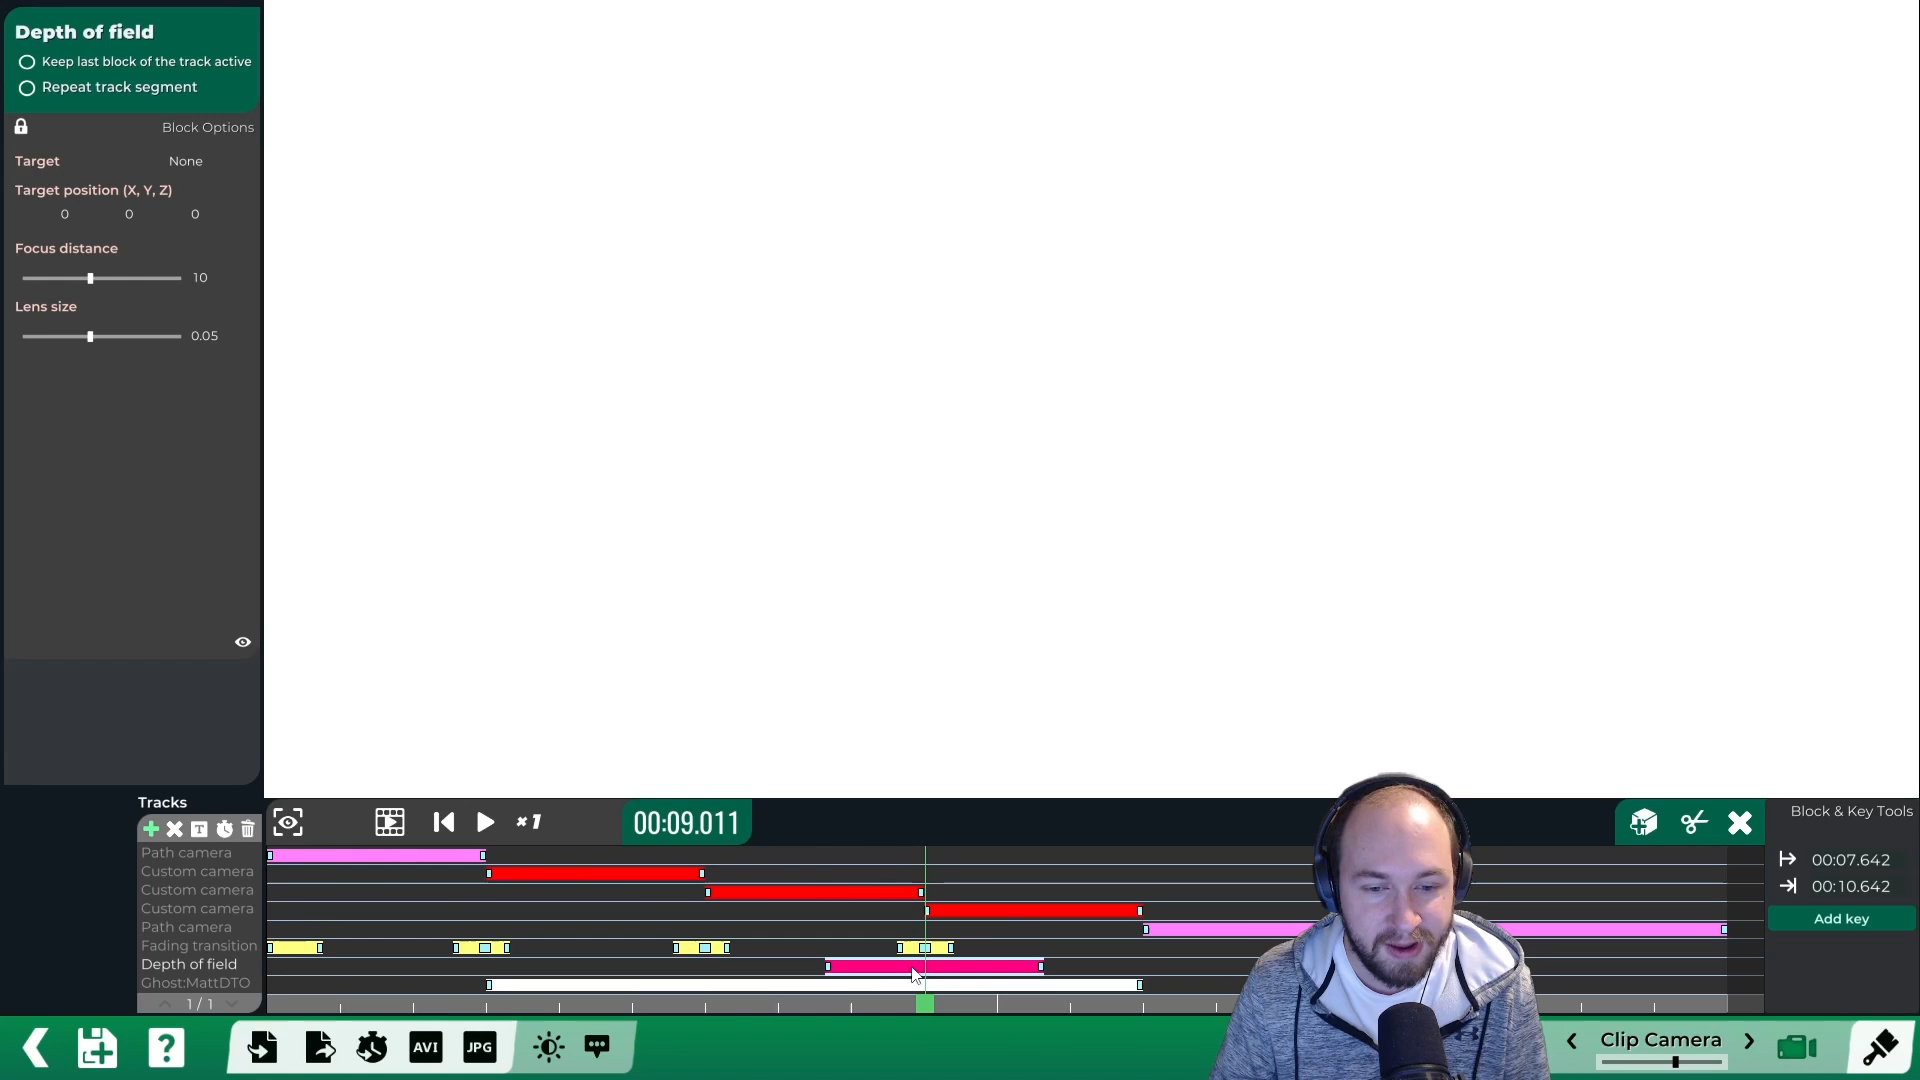 Depth of field
Keep last block of the track active
Repeat track segment
Block Options
Target None
Target position (X, Y, Z)
0 0 0
Focus distance
10
Lens size
0.05
Tracks
×1
00:09.011
Block & Key Tools
T
Path camera
Custom camera
Custom camera
Custom camera
Path camera
Fading transition
Depth of field
Ghost:MattDTO
1 / 1
00:07.642
00:10.642
Add key
?
AVI
JPG
Clip Camera